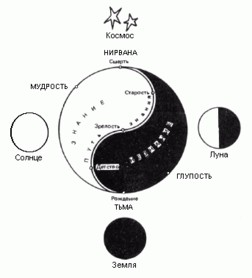 Космос
НИРВАНА
Смерть
МУДРОСТЬ
Старость
ЗНАНИЕ
Зрелость
Солнце
Луна
Детство
ГЛУПОСТЬ
Рождение
ТЬМА
Земля